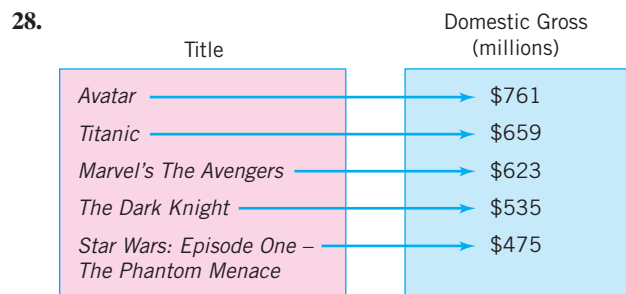 28.
Title
Domestic Gross
(millions)
Avatar $761
Titanic $659
Marvel's The Avengers $623
The Dark Knight $535
Star Wars: Episode One – $475
The Phantom Menace